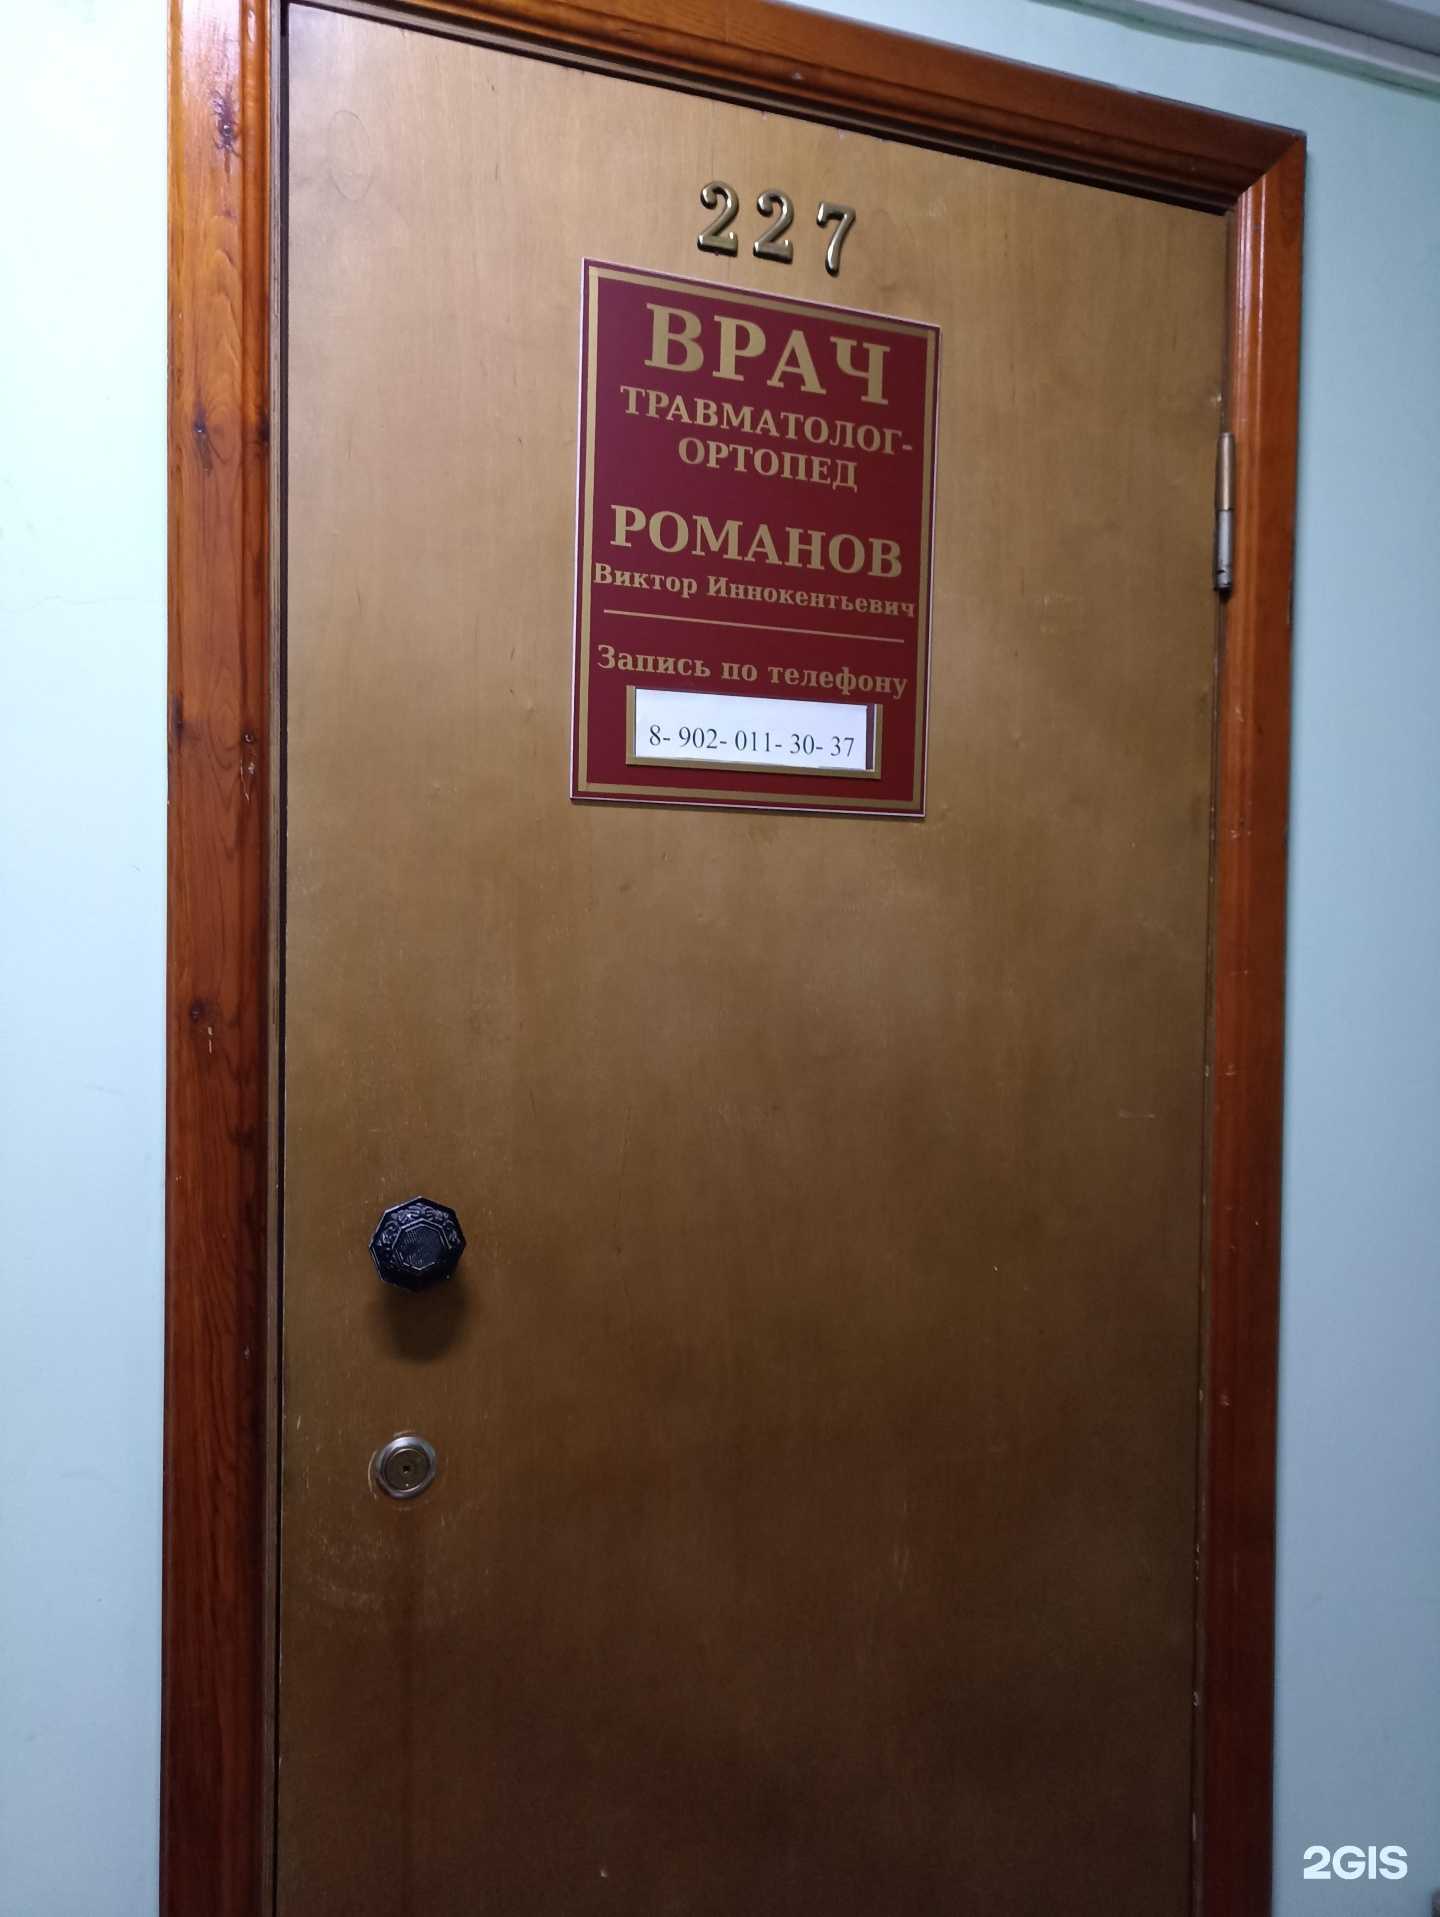 227
ВРАЧ
ТРАВМАТОЛОГ-
ОРТОПЕД
РОМАНОВ
Виктор Иннокентьевич
Запись по телефону
8- 902- 011- 30- 37
2GIS